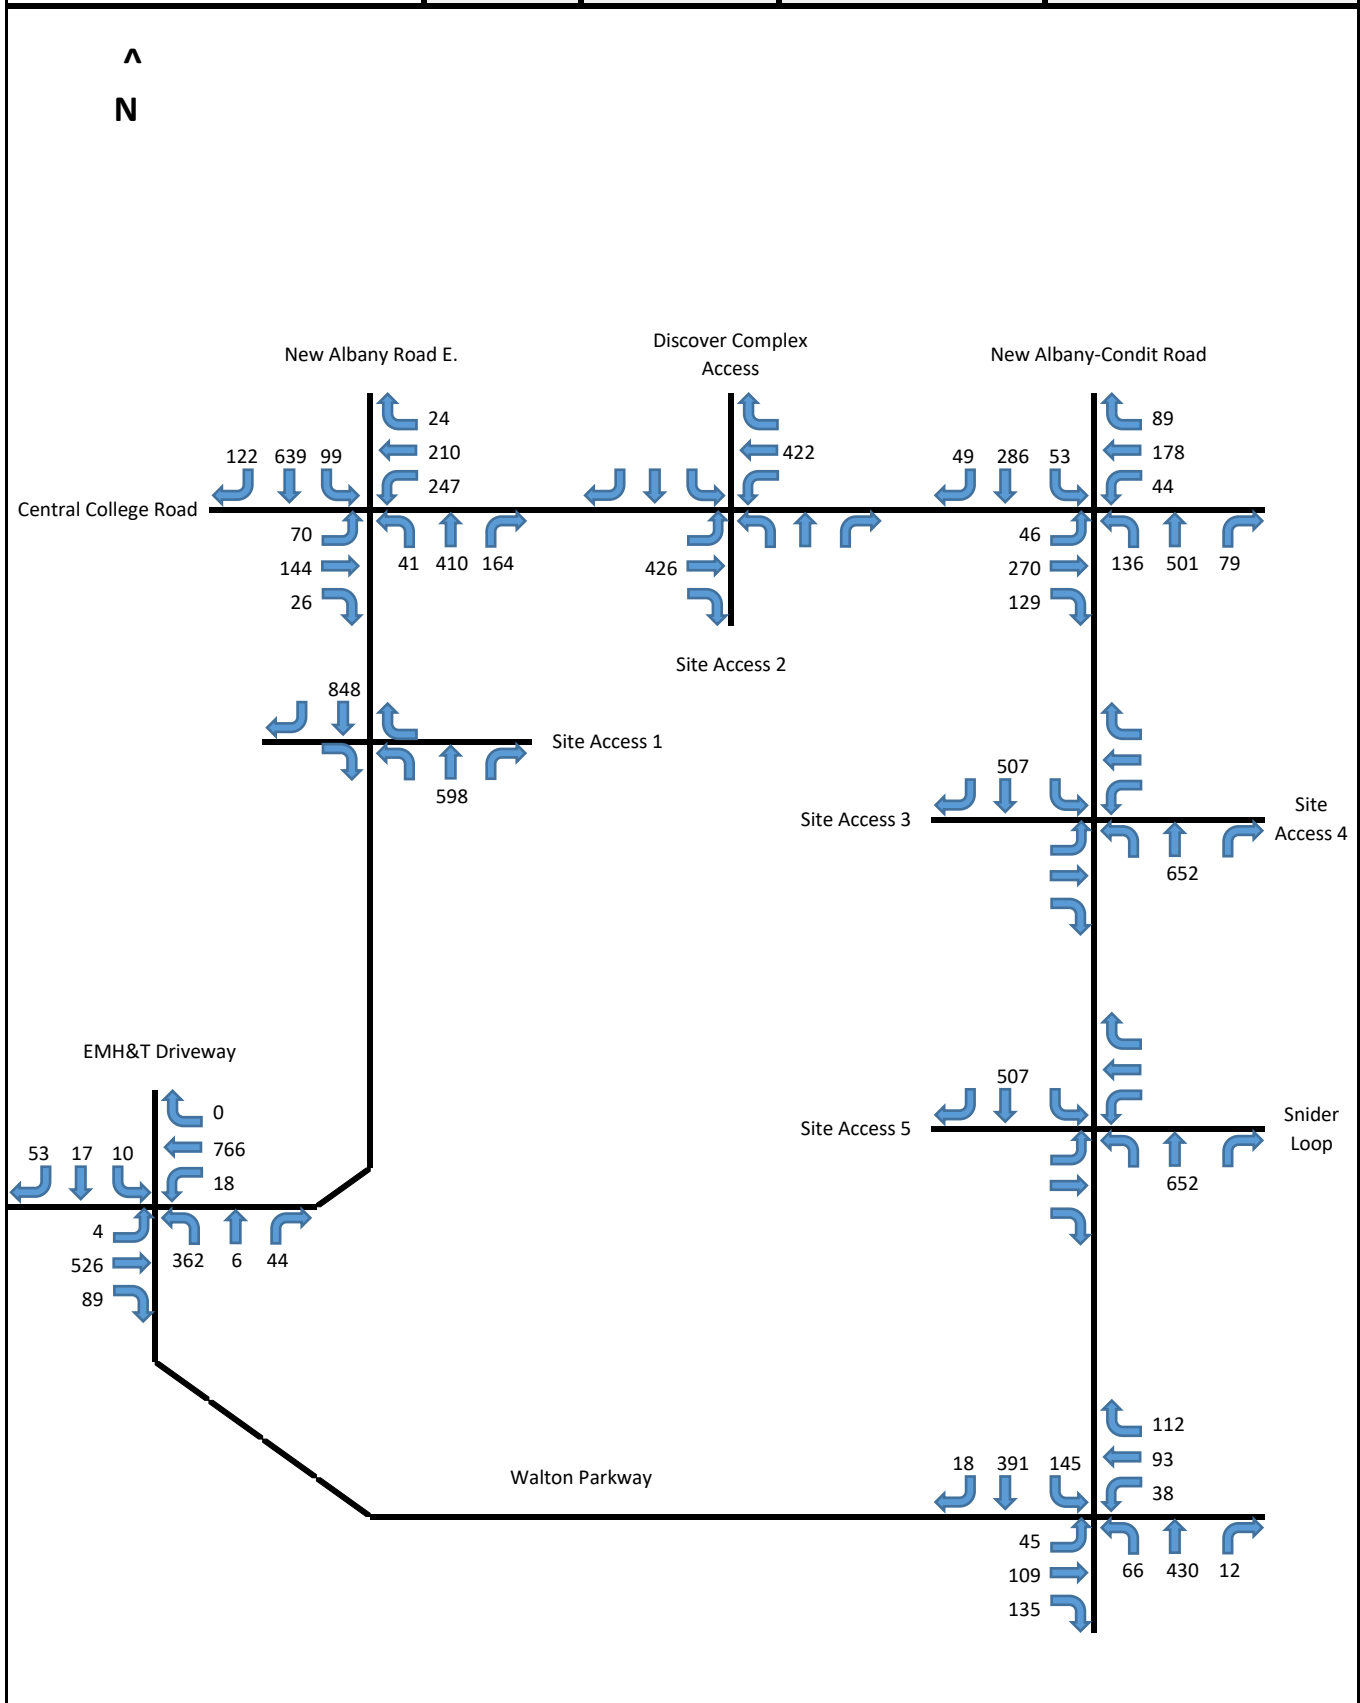 ^
N
Discover Complex
Access
New Albany Road E.
New Albany-Condit Road
24
89
122 639 99
210
422
49 286 53
178
247
44
Central College Road
70
46
144
41 410 164
426
270
136 501 79
26
129
Site Access 2
848
Site Access 1
598
507
Site Access 3
Site
Access 4
652
EMH&T Driveway
507
0
Site Access 5
Snider
Loop
53 17 10
766
18
652
4
526
362 6 44
89
112
Walton Parkway
18 391 145
93
38
45
109
66 430 12
135